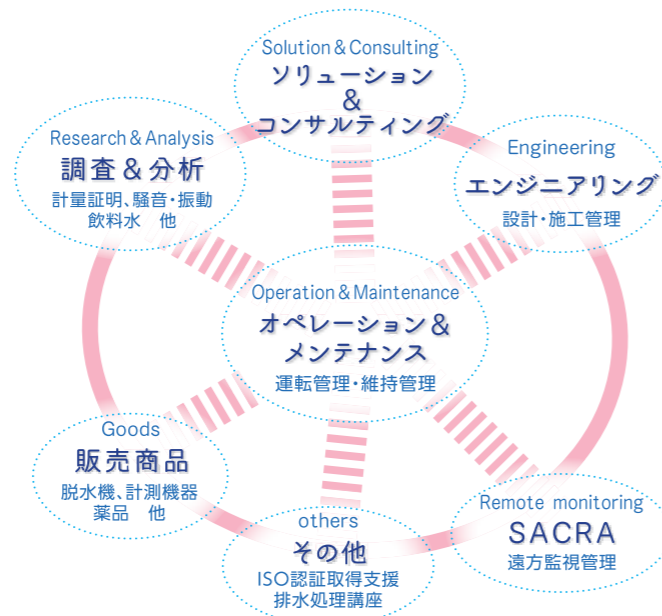 Solution & Consulting
ソリューション
&
コンサルティング
Research & Analysis
調査&分析
計量証明、騒音・振動
飲料水 他
Engineering
エンジニアリング
設計・施工管理
Operation & Maintenance
オペレーション&
メンテナンス
運転管理・維持管理
Goods
販売商品
脱水機、計測機器
薬品 他
others
その他
ISO認証取得支援
排水処理講座
Remote monitoring
SACRA
遠方監視管理